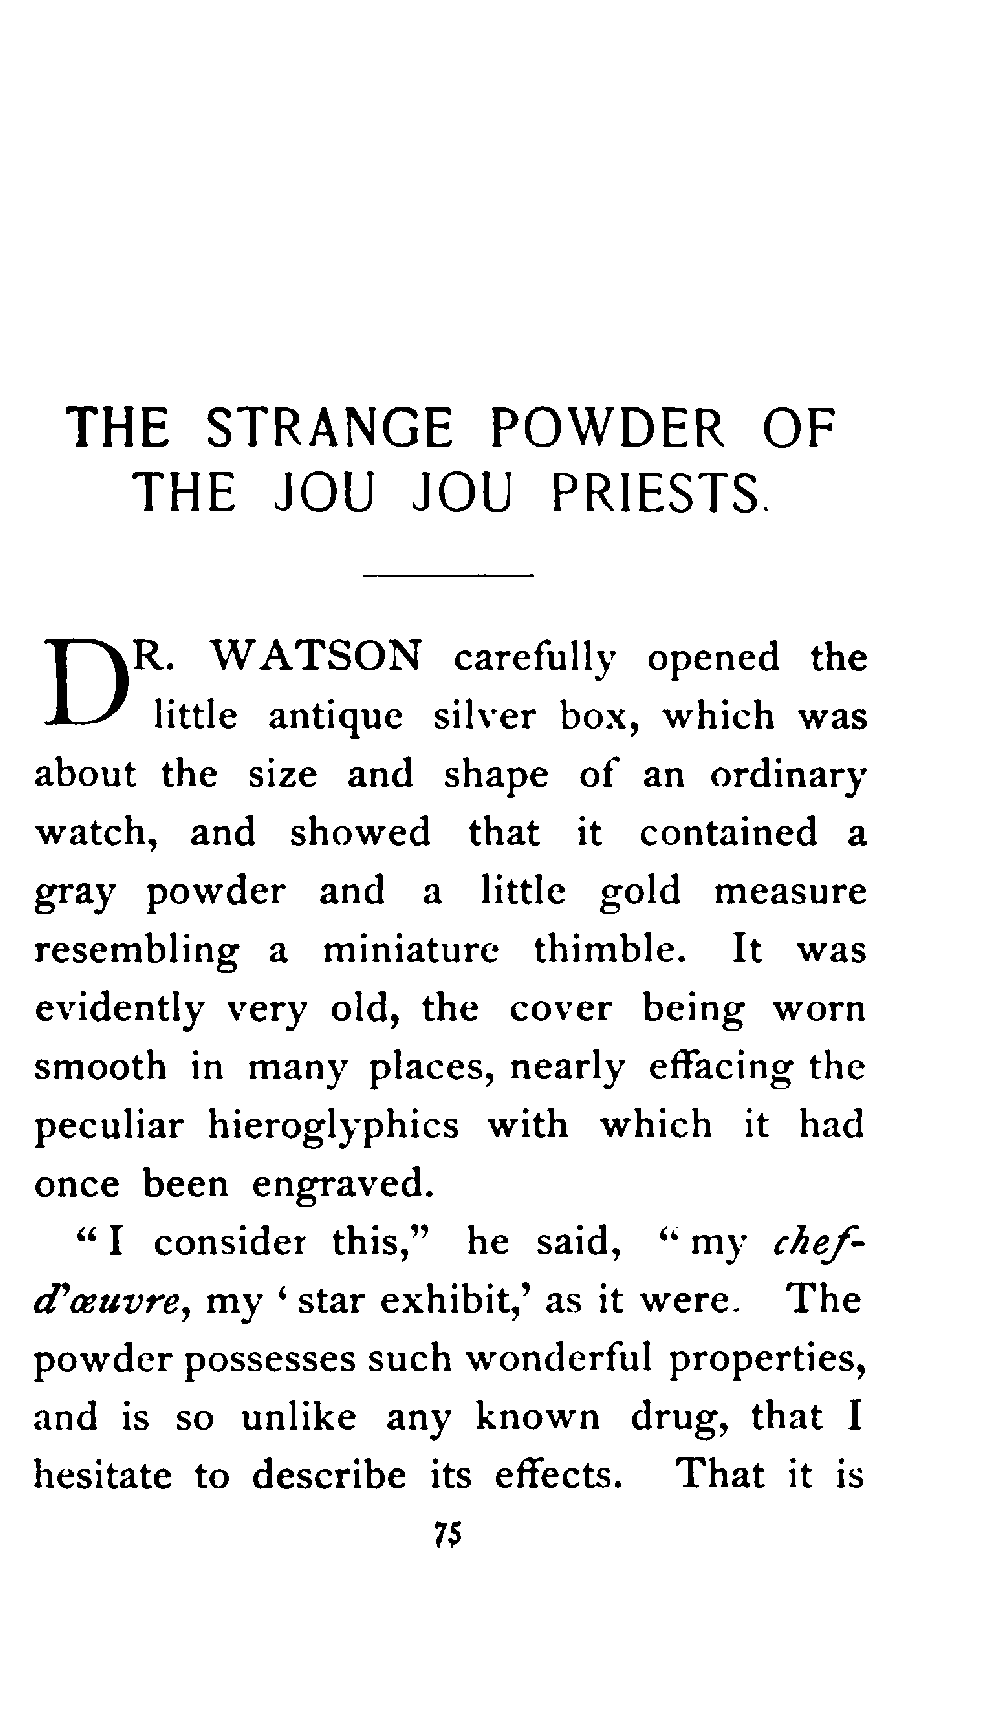 THE STRANGE POWDER OF
THE JOU JOU PRIESTS.
DR. WATSON carefully opened the
little antique silver box, which was
about the size and shape of an ordinary
watch, and showed that it contained a
gray powder and a little gold measure
resembling a miniature thimble. It was
evidently very old, the cover being worn
smooth in many places, nearly effacing the
peculiar hieroglyphics with which it had
once been engraved.
“I consider this,” he said, “my chef-
d'œuvre, my ‘star exhibit,’ as it were. The
powder possesses such wonderful properties,
and is so unlike any known drug, that I
hesitate to describe its effects. That it is
75